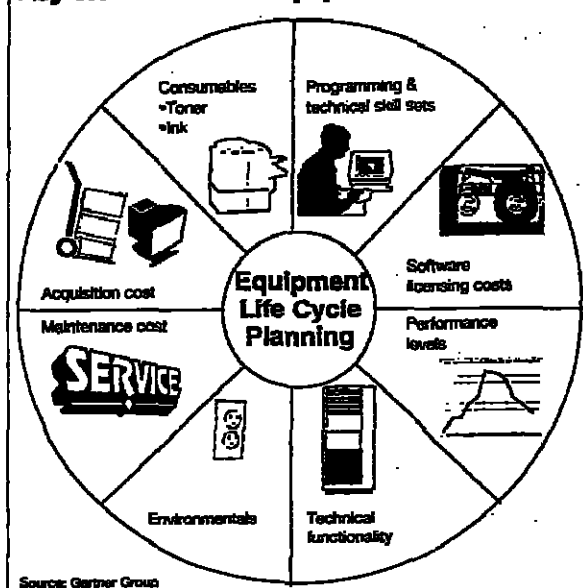 Consumables
•Toner
•Ink
Programming &
technical skill sets
Software
licensing costs
Performance
levels
Technical
functionality
Environmentals
Maintenance cost
SERVICE
Acquisition cost
Equipment
Life Cycle
Planning
Source: Gartner Group